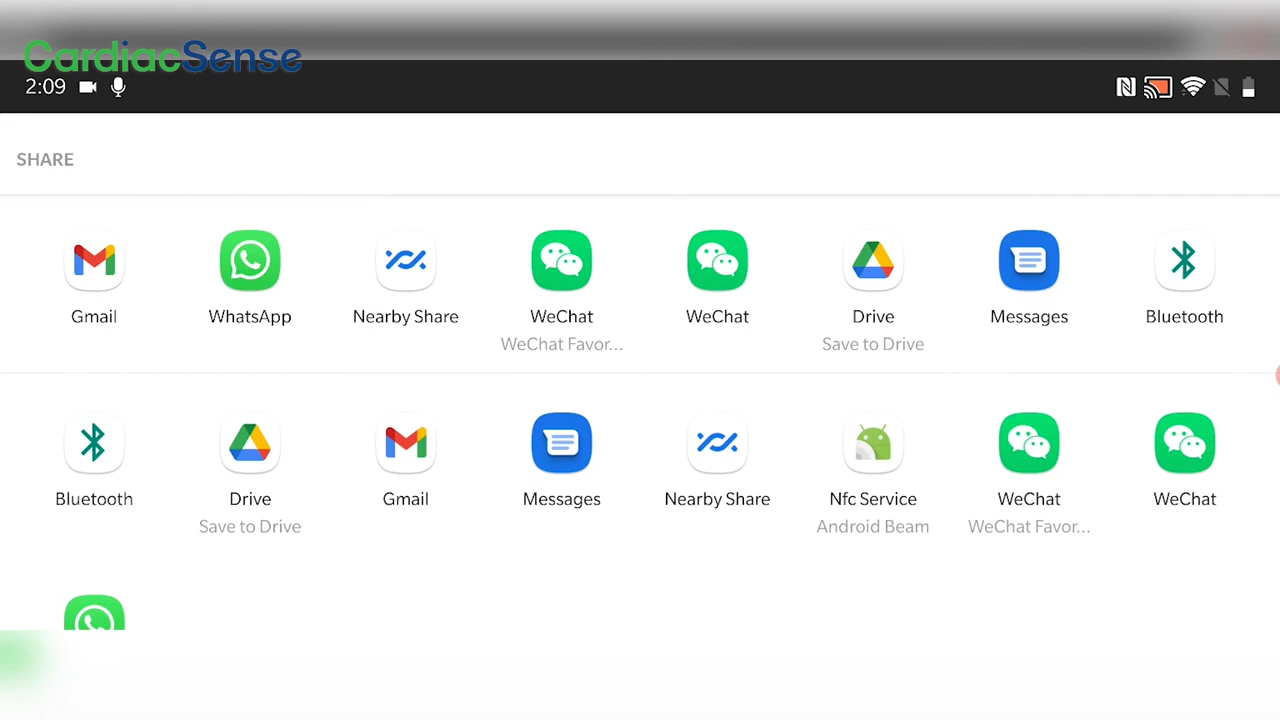 CardiacSense
2:09
SHARE
Gmail
WhatsApp
Nearby Share
WeChat
WeChat Favor...
WeChat
Drive
Save to Drive
Messages
Bluetooth
Bluetooth
Drive
Save to Drive
Gmail
Messages
Nearby Share
Nfc Service
Android Beam
WeChat
WeChat Favor...
WeChat